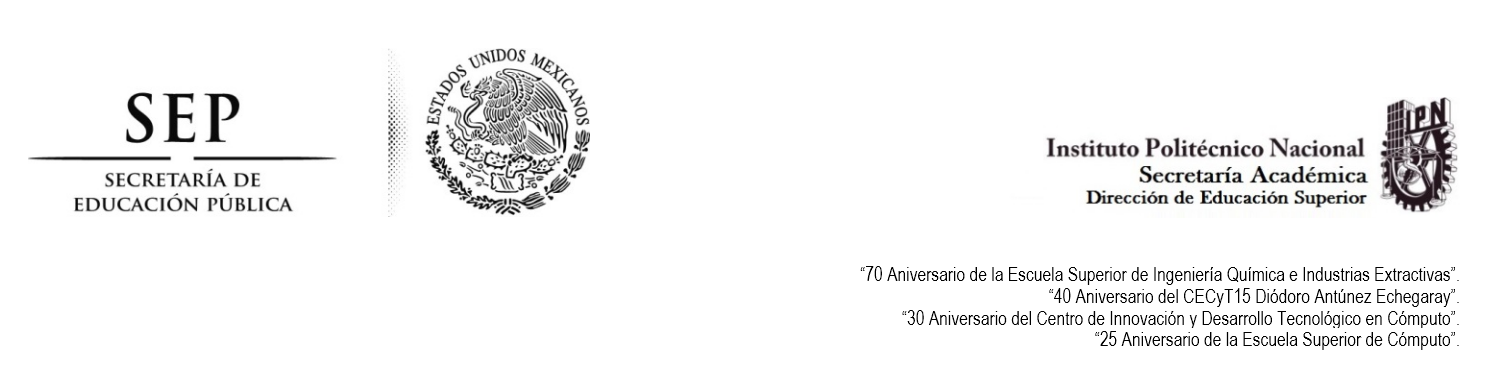 SEP
SECRETARÍA DE
EDUCACIÓN PÚBLICA
ESTADOS UNIDOS MEXICANOS
IPN
Instituto Politécnico Nacional
Secretaría Académica
Dirección de Educación Superior
“70 Aniversario de la Escuela Superior de Ingeniería Química e Industrias Extractivas”.
“40 Aniversario del CECyT15 Diódoro Antúnez Echegaray”.
“30 Aniversario del Centro de Innovación y Desarrollo Tecnológico en Cómputo”.
“25 Aniversario de la Escuela Superior de Cómputo”.